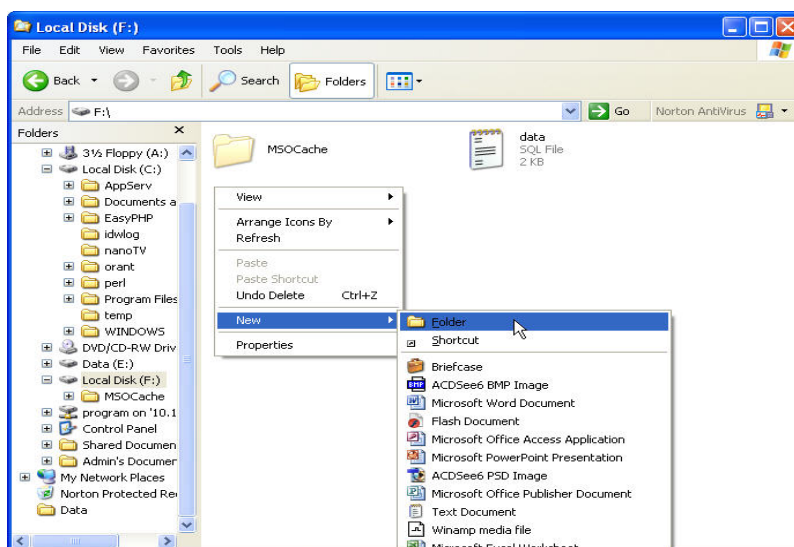 Local Disk (F:)
File Edit View Favorites Tools Help
Back Search Folders
Address F:\ Go Norton AntiVirus
Folders ×
3½ Floppy (A:)
Local Disk (C:)
AppServ
Documents a
EasyPHP
idwlog
nanoTV
orant
perl
Program Files
temp
WINDOWS
DVD/CD-RW Driv
Data (E:)
Local Disk (F:)
MSOCache
program on '10.1
Control Panel
Shared Documen
Admin's Documen
My Network Places
Norton Protected Re
Data
MSOCache
data
SQL File
2 KB
View
Arrange Icons By
Refresh
Paste
Paste Shortcut
Undo Delete Ctrl+Z
New
Properties
Folder
Shortcut
Briefcase
ACDSee6 BMP Image
Microsoft Word Document
Flash Document
Microsoft Office Access Application
Microsoft PowerPoint Presentation
ACDSee6 PSD Image
Microsoft Office Publisher Document
Text Document
Winamp media file
Microsoft Excel Worksheet